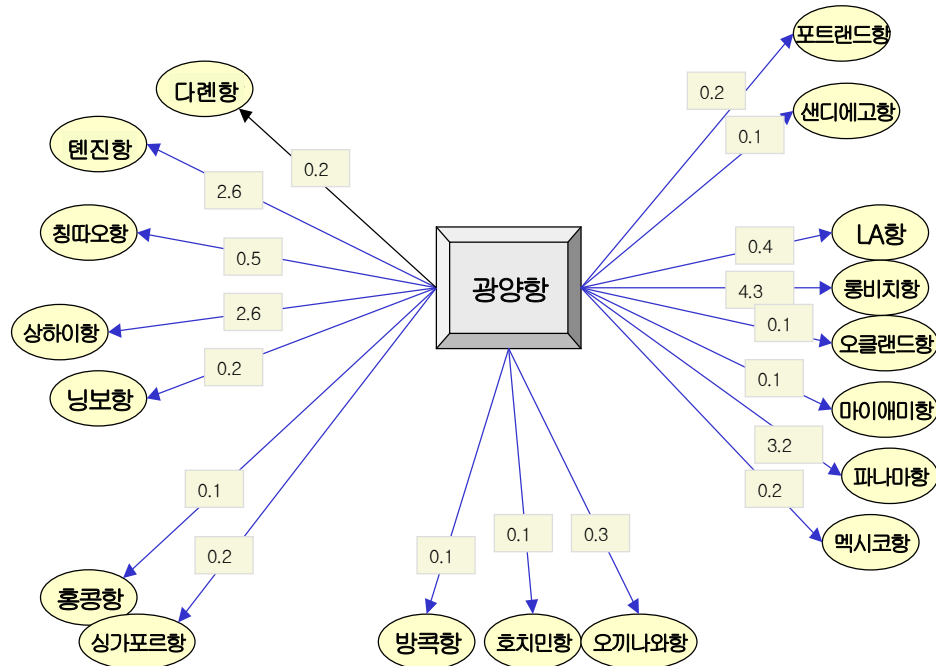 포트랜드항
다롄항
0.2
샌디에고항
0.1
톈진항
0.2
2.6
칭따오항
LA항
0.4
0.5
광양항
4.3
롱비치항
2.6
0.1
상하이항
오클랜드항
0.2
0.1
닝보항
마이애미항
3.2
파나마항
0.1
0.2
0.1
0.3
멕시코항
0.2
0.1
홍콩항
싱가포르항
방콕항
호치민항
오끼나와항